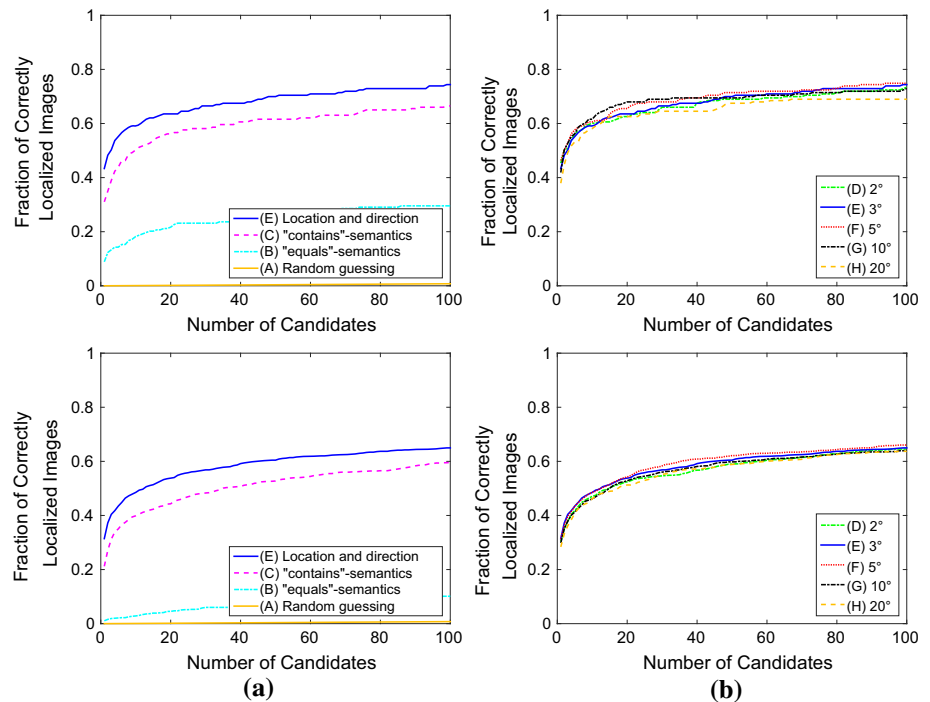 1
0.8
0.6
0.4
0.2
0
Fraction of Correctly
Localized Images
(E) Location and direction
(C) "contains"-semantics
(B) "equals"-semantics
(A) Random guessing
0 20 40 60 80 100
Number of Candidates
1
0.8
0.6
0.4
0.2
0
Fraction of Correctly
Localized Images
(D) 2°
(E) 3°
(F) 5°
(G) 10°
(H) 20°
0 20 40 60 80 100
Number of Candidates
1
0.8
0.6
0.4
0.2
0
Fraction of Correctly
Localized Images
(E) Location and direction
(C) "contains"-semantics
(B) "equals"-semantics
(A) Random guessing
0 20 40 60 80 100
Number of Candidates
(a)
1
0.8
0.6
0.4
0.2
0
Fraction of Correctly
Localized Images
(D) 2°
(E) 3°
(F) 5°
(G) 10°
(H) 20°
0 20 40 60 80 100
Number of Candidates
(b)